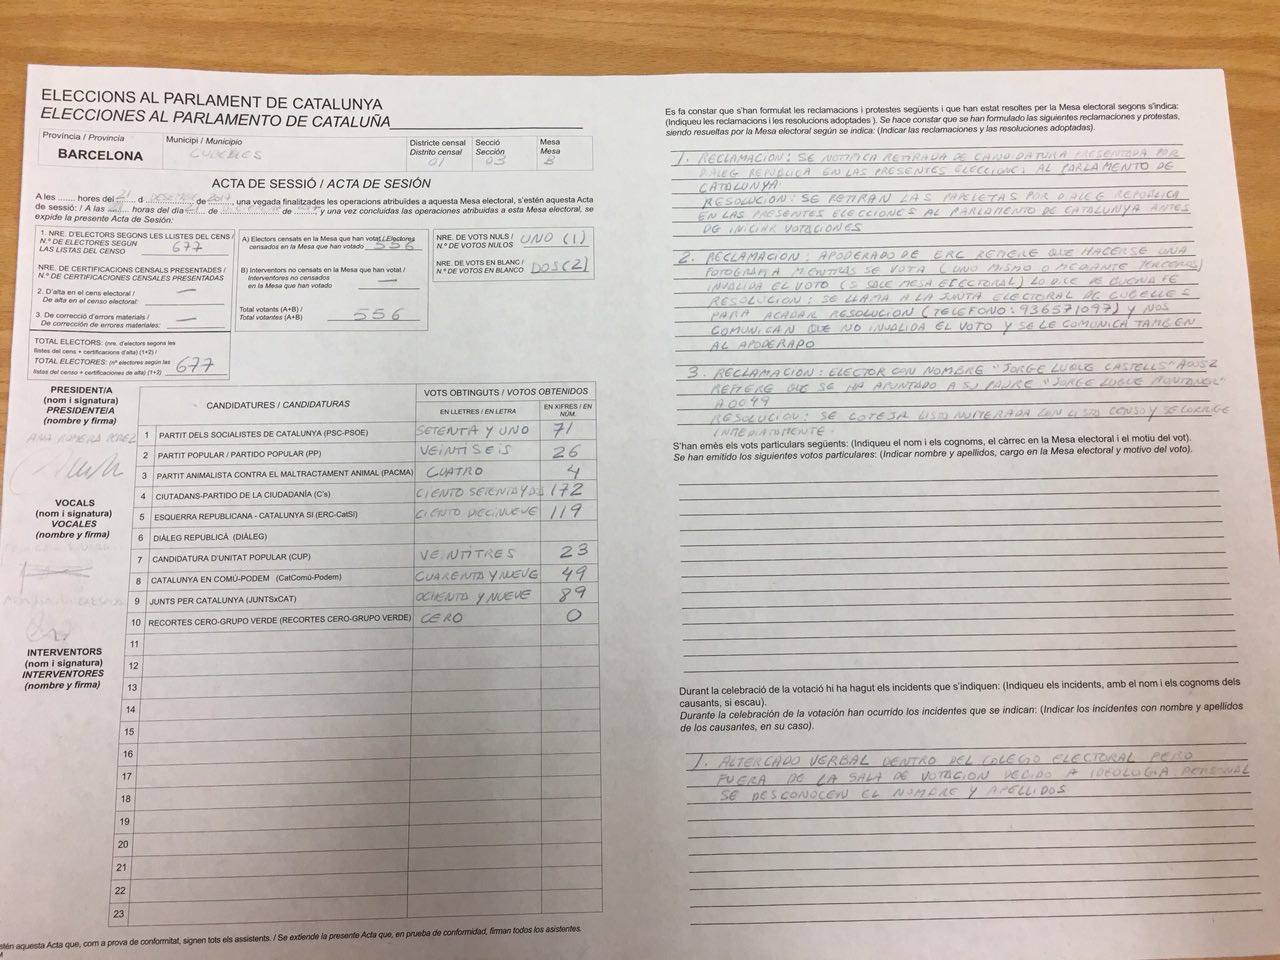 ELECCIONS AL PARLAMENT DE CATALUNYA
ELECCIONES AL PARLAMENTO DE CATALUÑA
Província / Provincia
BARCELONA
Municipi / Municipio
CUBELLES
Districte censal
Distrito censal
01
Secció
Sección
03
Mesa
Mesa
B
ACTA DE SESSIÓ / ACTA DE SESIÓN
A les ....... hores del 21 d DESEMBRE de 2017, una vegada finalitzades les operacions atribuïdes a aquesta Mesa electoral, s'estén aquesta Acta
de sessió: / A las horas del día de de y una vez concluidas las operaciones atribuidas a esta Mesa electoral, se
expide la presente Acta de Sesión:
1. NRE. D'ELECTORS SEGONS LES LLISTES DEL CENS /
N.º DE ELECTORES SEGÚN
LAS LISTAS DEL CENSO 677
NRE. DE CERTIFICACIONS CENSALS PRESENTADES /
N.º DE CERTIFICACIONES CENSALES PRESENTADAS
2. D'alta en el cens electoral /
De alta en el censo electoral: —
3. De correcció d'errors materials /
De corrección de errores materiales: —
TOTAL ELECTORS: (nre. d'electors segons les
llistes del cens + certificacions d'alta) (1+2) /
TOTAL ELECTORES: (nº electores según las
listas del censo + certificaciones de alta) (1+2) 677
A) Electors censats en la Mesa que han votat / Electores
censados en la Mesa que han votado 556
B) Interventors no censats en la Mesa que han votat /
Interventores no censados
en la Mesa que han votado —
Total votants (A+B) /
Total votantes (A+B) 556
NRE. DE VOTS NULS /
N.º DE VOTOS NULOS UNO (1)
NRE. DE VOTS EN BLANC /
N.º DE VOTOS EN BLANCO DOS (2)
PRESIDENT/A
(nom i signatura)
PRESIDENTE/A
(nombre y firma)
VOCALS
(nom i signatura)
VOCALES
(nombre y firma)
INTERVENTORS
(nom i signatura)
INTERVENTORES
(nombre y firma)
CANDIDATURES / CANDIDATURAS
VOTS OBTINGUTS / VOTOS OBTENIDOS
EN LLETRES / EN LETRA
EN XIFRES / EN NÚM.
1 PARTIT DELS SOCIALISTES DE CATALUNYA (PSC-PSOE) SETENTA Y UNO 71
2 PARTIT POPULAR / PARTIDO POPULAR (PP) VEINTISEIS 26
3 PARTIT ANIMALISTA CONTRA EL MALTRACTAMENT ANIMAL (PACMA) CUATRO 4
4 CIUTADANS-PARTIDO DE LA CIUDADANÍA (C's) CIENTO SETENTA Y DOS 172
5 ESQUERRA REPUBLICANA - CATALUNYA SÍ (ERC-CatSí) CIENTO DIECINUEVE 119
6 DIÀLEG REPUBLICÀ (DIÀLEG)
7 CANDIDATURA D'UNITAT POPULAR (CUP) VEINTITRES 23
8 CATALUNYA EN COMÚ-PODEM (CatComú-Podem) CUARENTA Y NUEVE 49
9 JUNTS PER CATALUNYA (JUNTSxCAT) OCHENTA Y NUEVE 89
10 RECORTES CERO-GRUPO VERDE (RECORTES CERO-GRUPO VERDE) CERO 0
11
12
13
14
15
16
17
18
19
20
21
22
23
aquesta Acta que, com a prova de conformitat, signen tots els assistents. / Se extiende la presente Acta que, en prueba de conformidad, firman todos los asistentes.
Es fa constar que s'han formulat les reclamacions i protestes següents i que han estat resoltes per la Mesa electoral segons s'indica:
(Indiqueu les reclamacions i les resolucions adoptades ). Se hace constar que se han formulado las siguientes reclamaciones y protestas,
siendo resueltas por la Mesa electoral según se indica: (Indicar las reclamaciones y las resoluciones adoptadas).
1. RECLAMACION: SE NOTIFICA RETIRADA DE CANDIDATURA PRESENTADA POR
DIALEG REPUBLICA EN LAS PRESENTES ELECCIONES AL PARLAMENTO DE
CATALUNYA.
RESOLUCION: SE RETIRAN LAS PAPELETAS POR DIALEG REPUBLICA
EN LAS PRESENTES ELECCIONES AL PARLAMENTO DE CATALUNYA ANTES
DE INICIAR VOTACIONES
2. RECLAMACION: APODERADO DE ERC REFIERE QUE HACERSE UNA
FOTOGRAFIA MIENTRAS SE VOTA (UNO MISMO O MEDIANTE TERCEROS)
INVALIDA EL VOTO (SI SALE MESA ELECTORAL) LO DICE DE BUENA FE
RESOLUCION: SE LLAMA A LA JUNTA ELECTORAL DE CUBELLES
PARA ACARAR RESOLUCION (TELEFONO: 936571097) Y NOS
COMUNICAN QUE NO INVALIDA EL VOTO Y SE LE COMUNICA TAMBIEN
AL APODERADO
3. RECLAMACION: ELECTOR CON NOMBRE "JORGE LUQUE CASTELLS"
REFIERE QUE SE HA APUNTADO A SU PADRE "JORGE LUQUE
A0099
RESOLUCION: SE COTEJA LISTA NUMERADA CON LISTA CENSO Y SE CORRIGE
INMEDIATAMENTE.
S'han emès els vots particulars següents: (Indiqueu el nom i els cognoms, el càrrec en la Mesa electoral i el motiu del vot).
Se han emitido los siguientes votos particulares: (Indicar nombre y apellidos, cargo en la Mesa electoral y motivo del voto).
Durant la celebració de la votació hi ha hagut els incidents que s'indiquen: (Indiqueu els incidents, amb el nom i els cognoms dels
causants, si escau).
Durante la celebración de la votación han ocurrido los incidentes que se indican: (Indicar los incidentes con nombre y apellidos
de los causantes, en su caso).
1. ALTERCADO VERBAL DENTRO DEL COLEGIO ELECTORAL PERO
FUERA DE LA SALA DE VOTACION DEBIDO A IDEOLOGIA PERSONAL
SE DESCONOCEN EL NOMBRE Y APELLIDOS